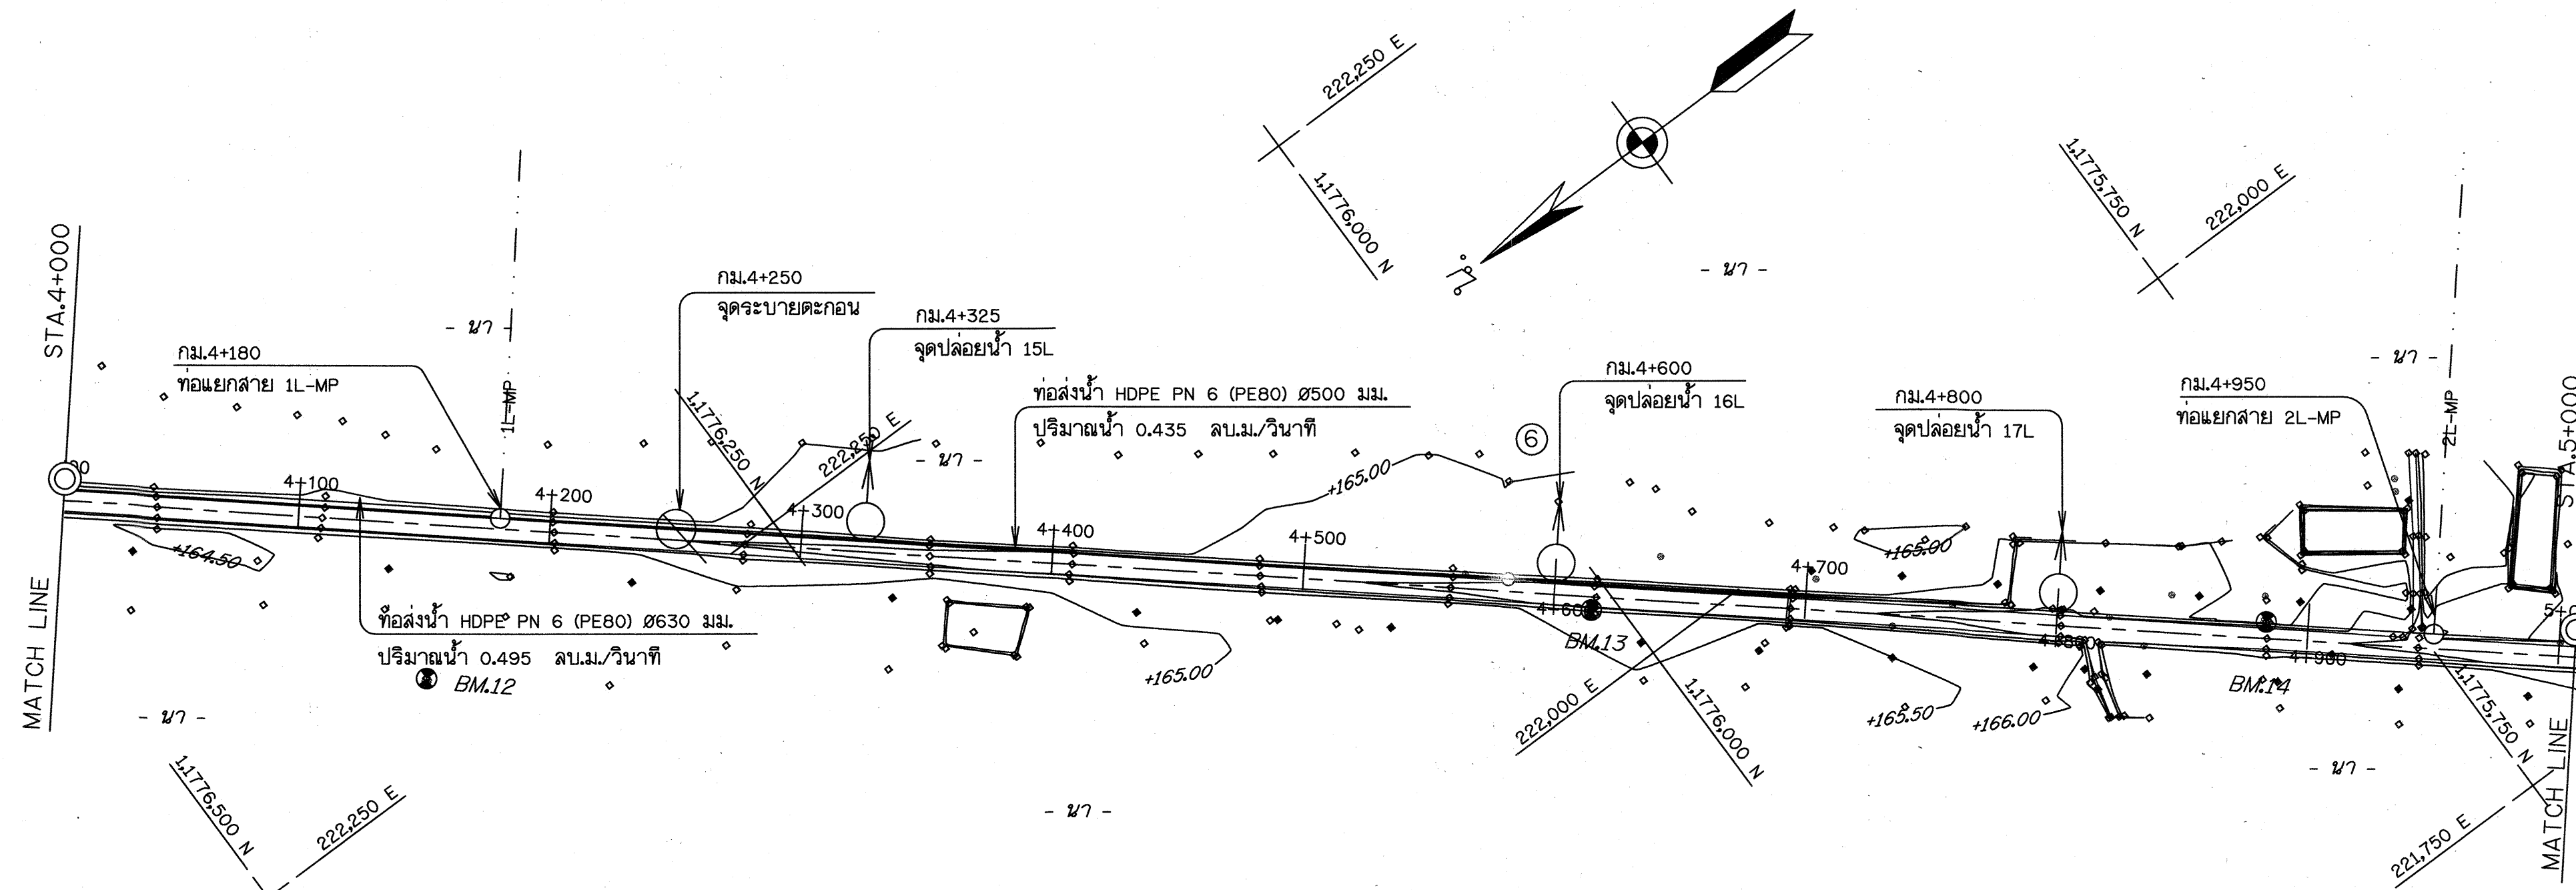 STA.4+000
MATCH LINE
กม.4+180
ท่อแยกสาย 1L-MP
- นา -
1L-MP
กม.4+250
จุดระบายตะกอน
กม.4+325
จุดปล่อยน้ำ 15L
ท่อส่งน้ำ HDPE PN 6 (PE80) Ø500 มม.
ปริมาณน้ำ 0.435 ลบ.ม./วินาที
222,250 E
1,1776,000 N
- นา -
1,1775,750 N
222,000 E
กม.4+600
จุดปล่อยน้ำ 16L
6
กม.4+800
จุดปล่อยน้ำ 17L
- นา -
กม.4+950
ท่อแยกสาย 2L-MP
2L-MP
STA.5+000
MATCH LINE
4+100
4+200
1,1776,250 N
222,250 E
4+300
- นา -
4+400
+165.00
4+500
4+600
4+700
+165.00
4+800
4+900
+164.50
ท่อส่งน้ำ HDPE PN 6 (PE80) Ø630 มม.
ปริมาณน้ำ 0.495 ลบ.ม./วินาที
BM.12
+165.00
BM.13
222,000 E
1,1776,000 N
+165.50
+166.00
BM.14
1,1775,750 N
221,750 E
- นา -
- นา -
- นา -
1,1776,500 N
222,250 E